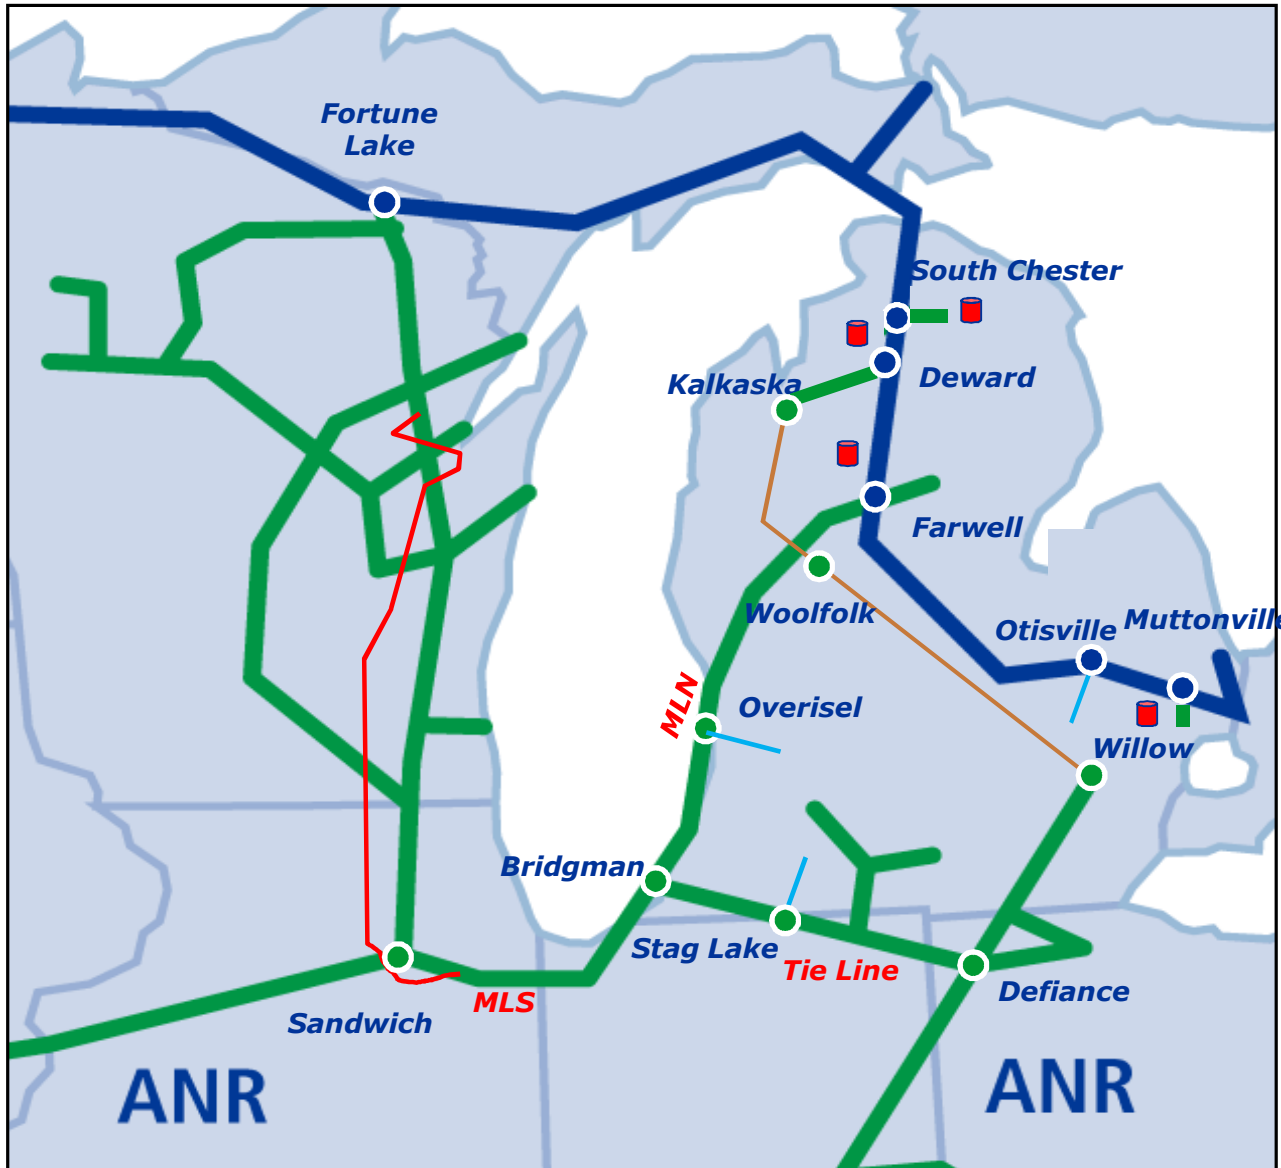 Fortune
Lake
South Chester
Kalkaska
Deward
Farwell
Woolfolk
Otisville
Muttonville
MLN
Overisel
Willow
Bridgman
Stag Lake
Tie Line
Defiance
MLS
Sandwich
ANR
ANR